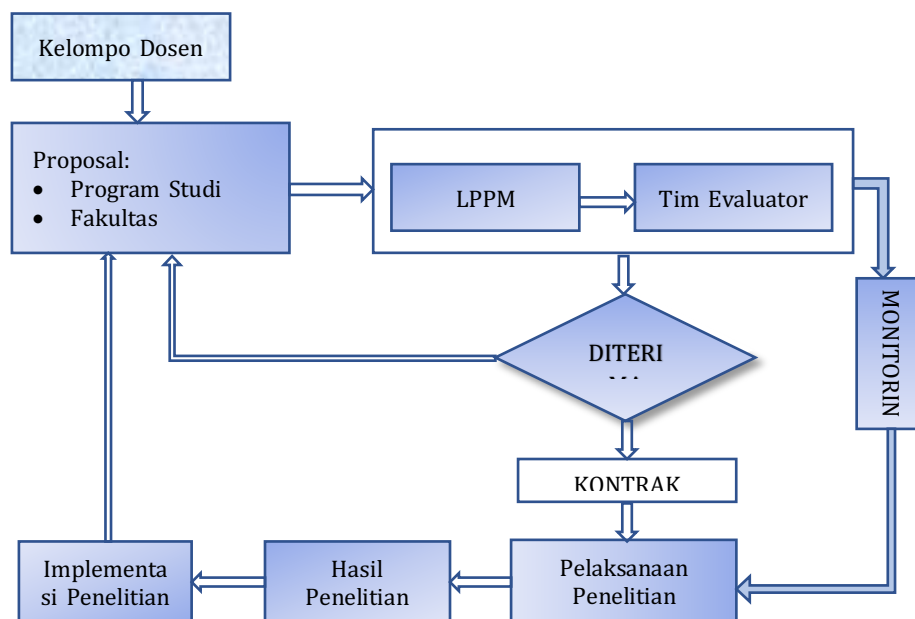 Kelompo Dosen
Proposal:
• Program Studi
• Fakultas
LPPM
Tim Evaluator
MONITORIN
DITERI
KONTRAK
Implementa
si Penelitian
Hasil
Penelitian
Pelaksanaan
Penelitian